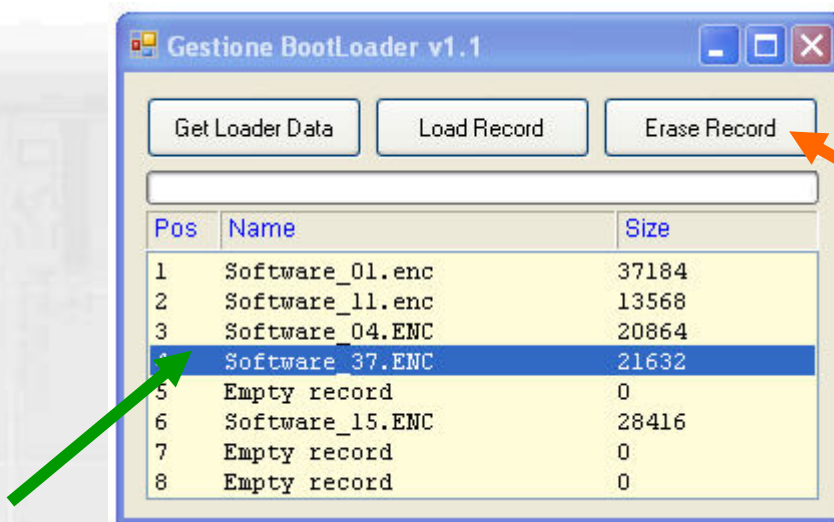 Gestione BootLoader v1.1
Get Loader Data Load Record Erase Record
Pos Name Size
1 Software_01.enc 37184
2 Software_11.enc 13568
3 Software_04.ENC 20864
Software_37.ENC 21632
5 Empty record 0
6 Software_15.ENC 28416
7 Empty record 0
8 Empty record 0